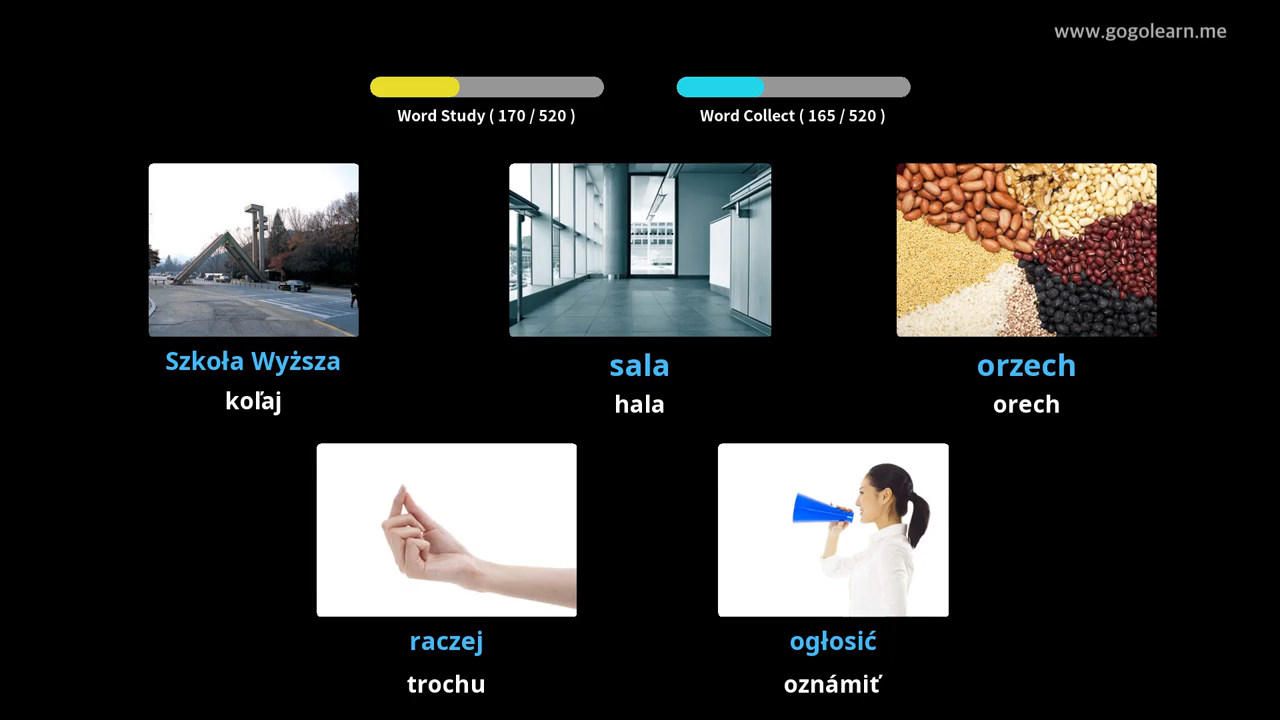 www.gogolearn.me
Word Study ( 170 / 520 )
Word Collect ( 165 / 520 )
Szkoła Wyższa
sala
orzech
koľaj
hala
orech
raczej
ogłosić
trochu
oznámiť